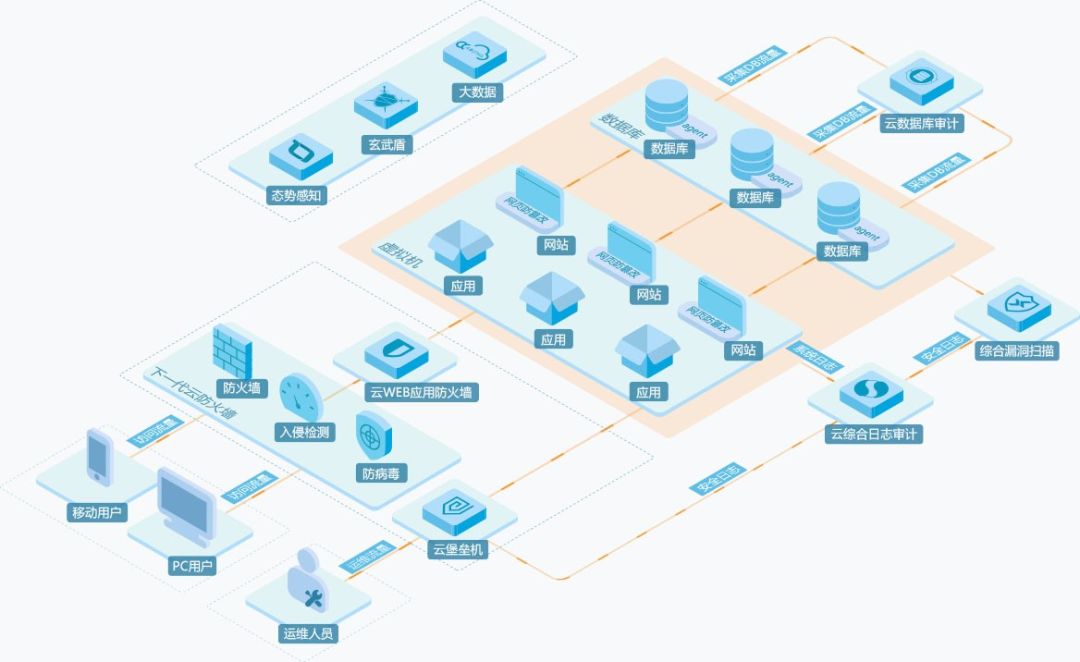 大数据
玄武盾
态势感知
采集DB流量
云数据库审计
采集DB流量
采集DB流量
数据库
agent
数据库
agent
数据库
agent
数据库
虚拟机
网页防篡改
网站
应用
网页防篡改
网站
应用
网页防篡改
网站
应用
系统日志
安全日志
综合漏洞扫描
云综合日志审计
安全日志
下一代云防火墙
防火墙
云WEB应用防火墙
入侵检测
防病毒
访问流量
移动用户
访问流量
PC用户
云堡垒机
运维流量
运维人员